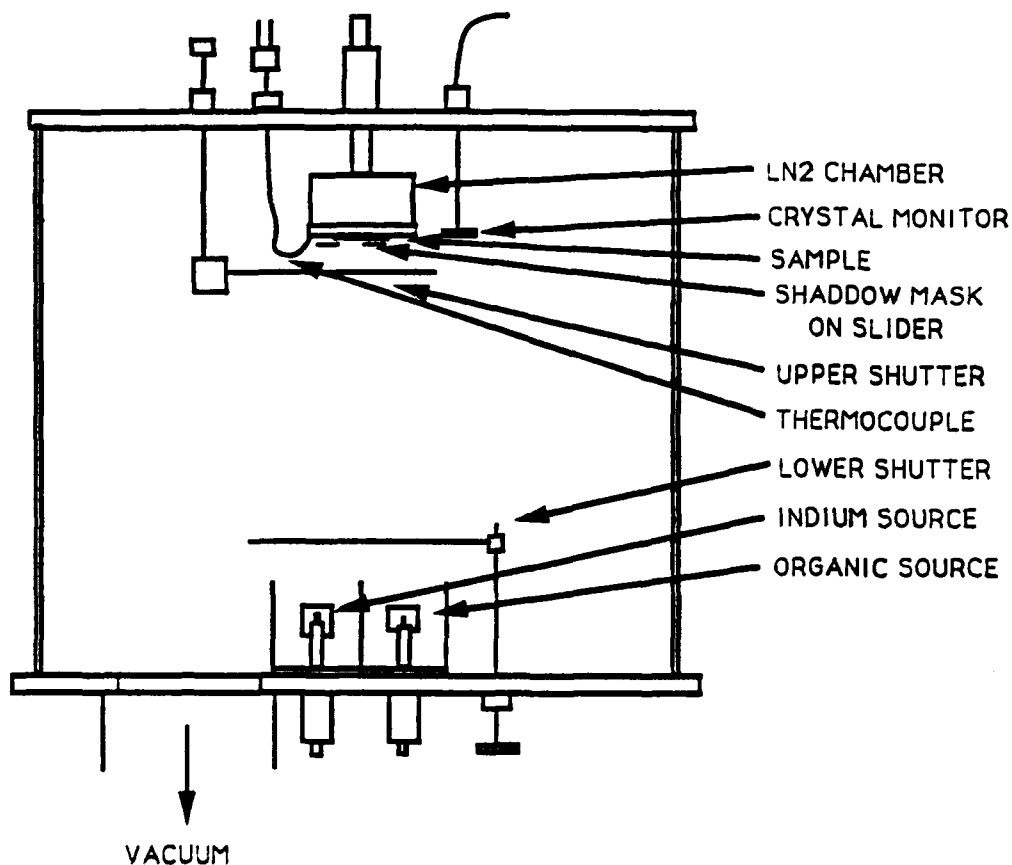 LN2 CHAMBER
CRYSTAL MONITOR
SAMPLE
SHADDOW MASK
ON SLIDER
UPPER SHUTTER
THERMOCOUPLE
LOWER SHUTTER
INDIUM SOURCE
ORGANIC SOURCE
VACUUM